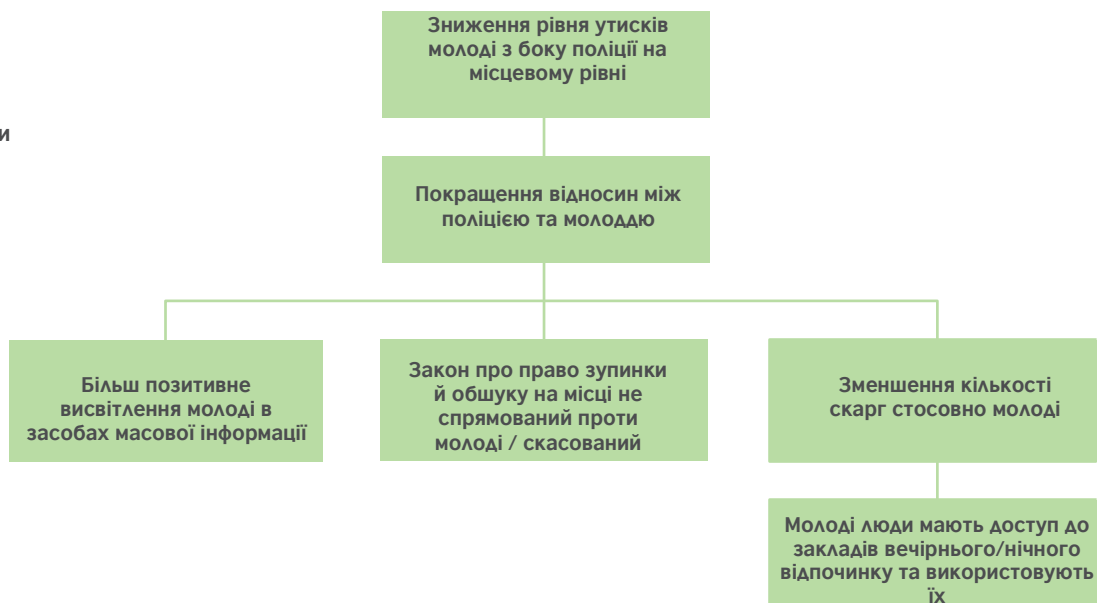 Зниження рівня утисків
молоді з боку поліції на
місцевому рівні
и
Покращення відносин між
поліцією та молоддю
Більш позитивне
висвітлення молоді в
засобах масової інформації
Закон про право зупинки
й обшуку на місці не
спрямований проти
молоді / скасований
Зменшення кількості
скарг стосовно молоді
Молоді люди мають доступ до
закладів вечірнього/нічного
відпочинку та використовують
їх